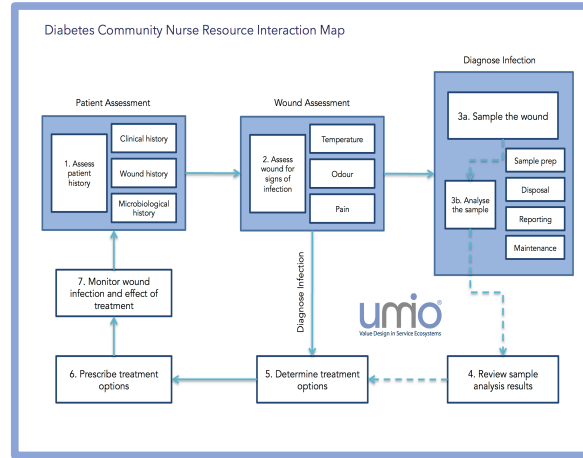 Diabetes Community Nurse Resource Interaction Map
Diagnose Infection
Patient Assessment
Wound Assessment
3a. Sample the wound
1. Assess
patient
history
Clinical history
Wound history
Microbiological
history
2. Assess
wound for
signs of
infection
Temperature
Odour
Pain
3b. Analyse
the sample
Sample prep
Disposal
Reporting
Maintenance
7. Monitor wound
infection and effect of
treatment
Diagnose Infection
umio®
Value Design in Service Ecosystems
6. Prescribe treatment
options
5. Determine treatment
options
4. Review sample
analysis results